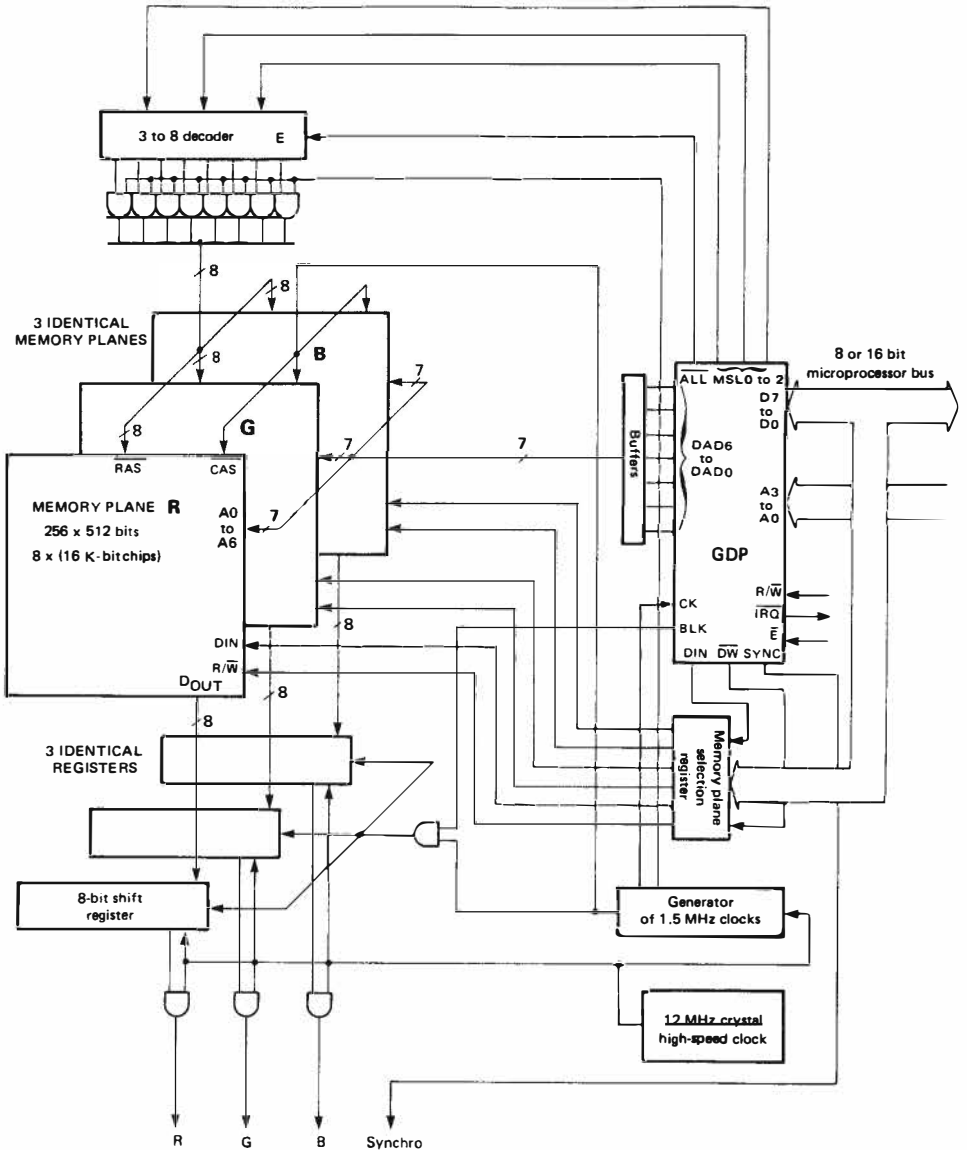 3 to 8 decoder E
8
8
3 IDENTICAL
MEMORY PLANES
8
B
7
8 or 16 bit
microprocessor bus
ALL MSL0 to 2
D7
to
D0
G
8
7
7
Buffers
DAD6
to
DAD0
RAS CAS
MEMORY PLANE R
256 x 512 bits
8 x (16 K-bit chips)
A0
to
A6
7
A3
to
A0
GDP
R/W
CK
IRQ
BLK
E
8
DIN
R/W
DIN DW SYNC
DOUT
8
8
3 IDENTICAL
REGISTERS
Memory plane
selection
register
8-bit shift
register
Generator
of 1.5 MHz clocks
12 MHz crystal
high-speed clock
R G B Synchro